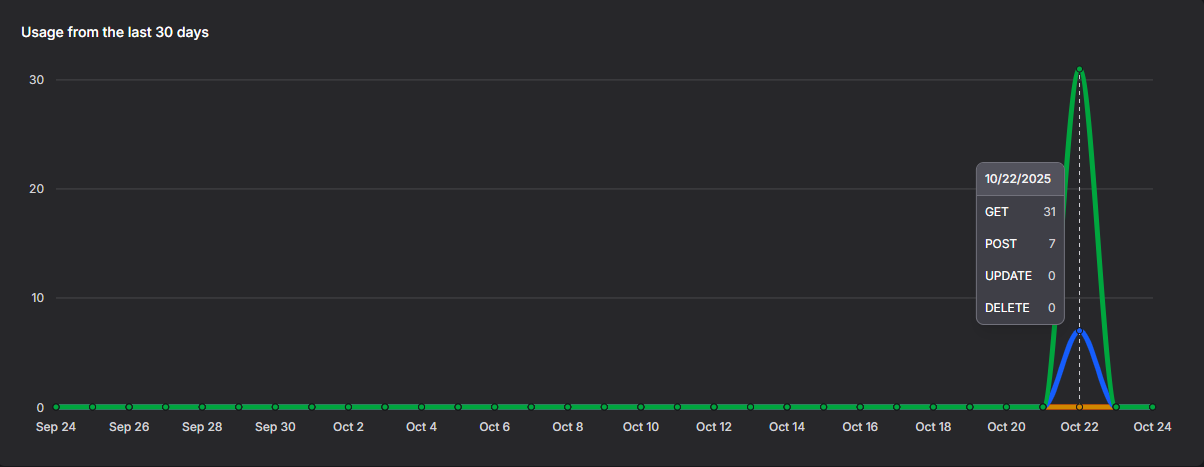 Usage from the last 30 days
30
20
10
0
10/22/2025
GET 31
POST 7
UPDATE 0
DELETE 0
Sep 24 Sep 26 Sep 28 Sep 30 Oct 2 Oct 4 Oct 6 Oct 8 Oct 10 Oct 12 Oct 14 Oct 16 Oct 18 Oct 20 Oct 22 Oct 24